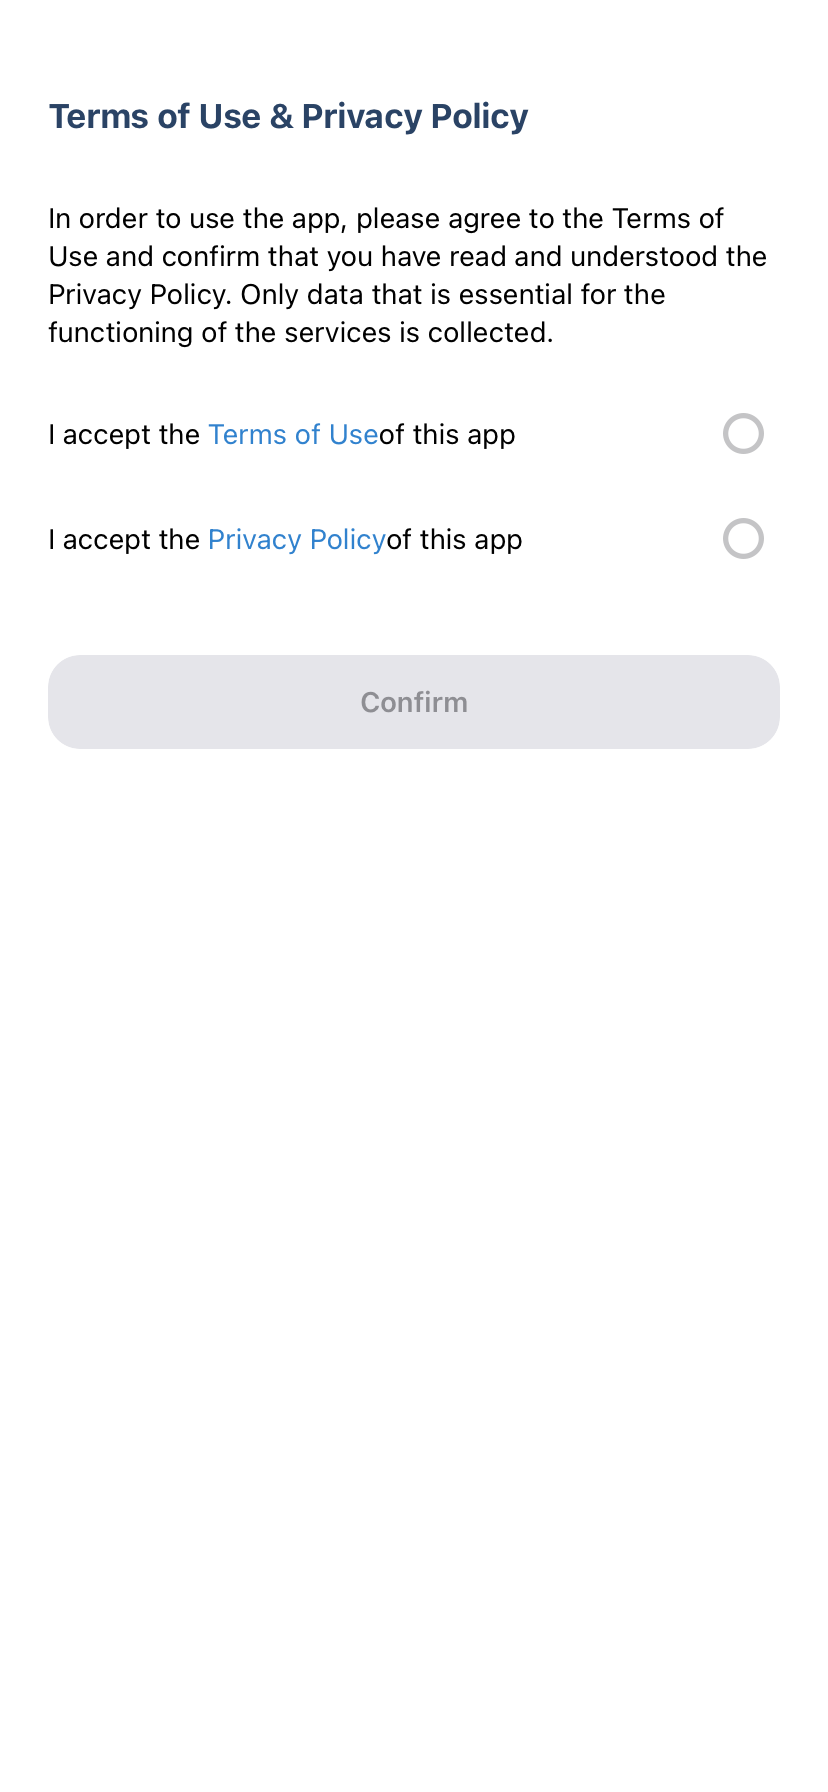 Terms of Use & Privacy Policy
In order to use the app, please agree to the Terms of
Use and confirm that you have read and understood the
Privacy Policy. Only data that is essential for the
functioning of the services is collected.
I accept the Terms of Useof this app
I accept the Privacy Policyof this app
Confirm